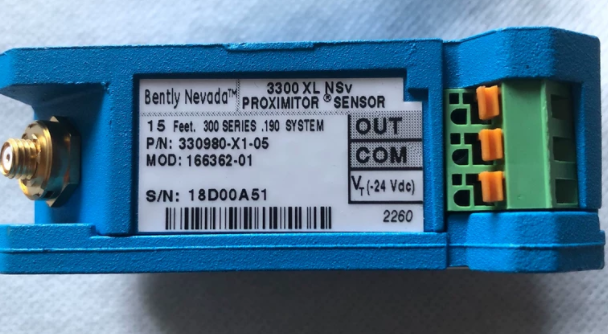 Bently Nevada™
3300 XL NSv
PROXIMITOR ® SENSOR
15 Feet. 300 SERIES .190 SYSTEM
P/N: 330980-X1-05
MOD: 166362-01
S/N: 18D00A51
OUT
COM
VT (-24 Vdc)
2260